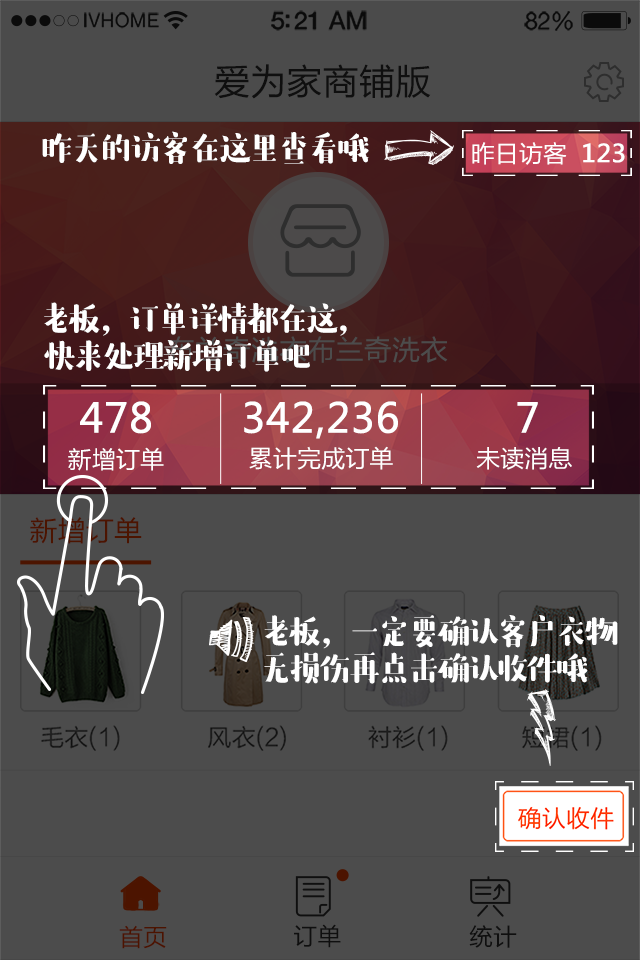 IVHOME
5:21 AM
82%
爱为家商铺版
昨天的访客在这里查看哦
昨日访客 123
老板，订单详情都在这，
快来处理新增订单吧
布兰奇洗衣
478
新增订单
342,236
累计完成订单
7
未读消息
新增订单
老板，一定要确认客户衣物
无损伤再点击确认收件哦
毛衣(1)
风衣(2)
衬衫(1)
短裙(1)
确认收件
首页
订单
统计